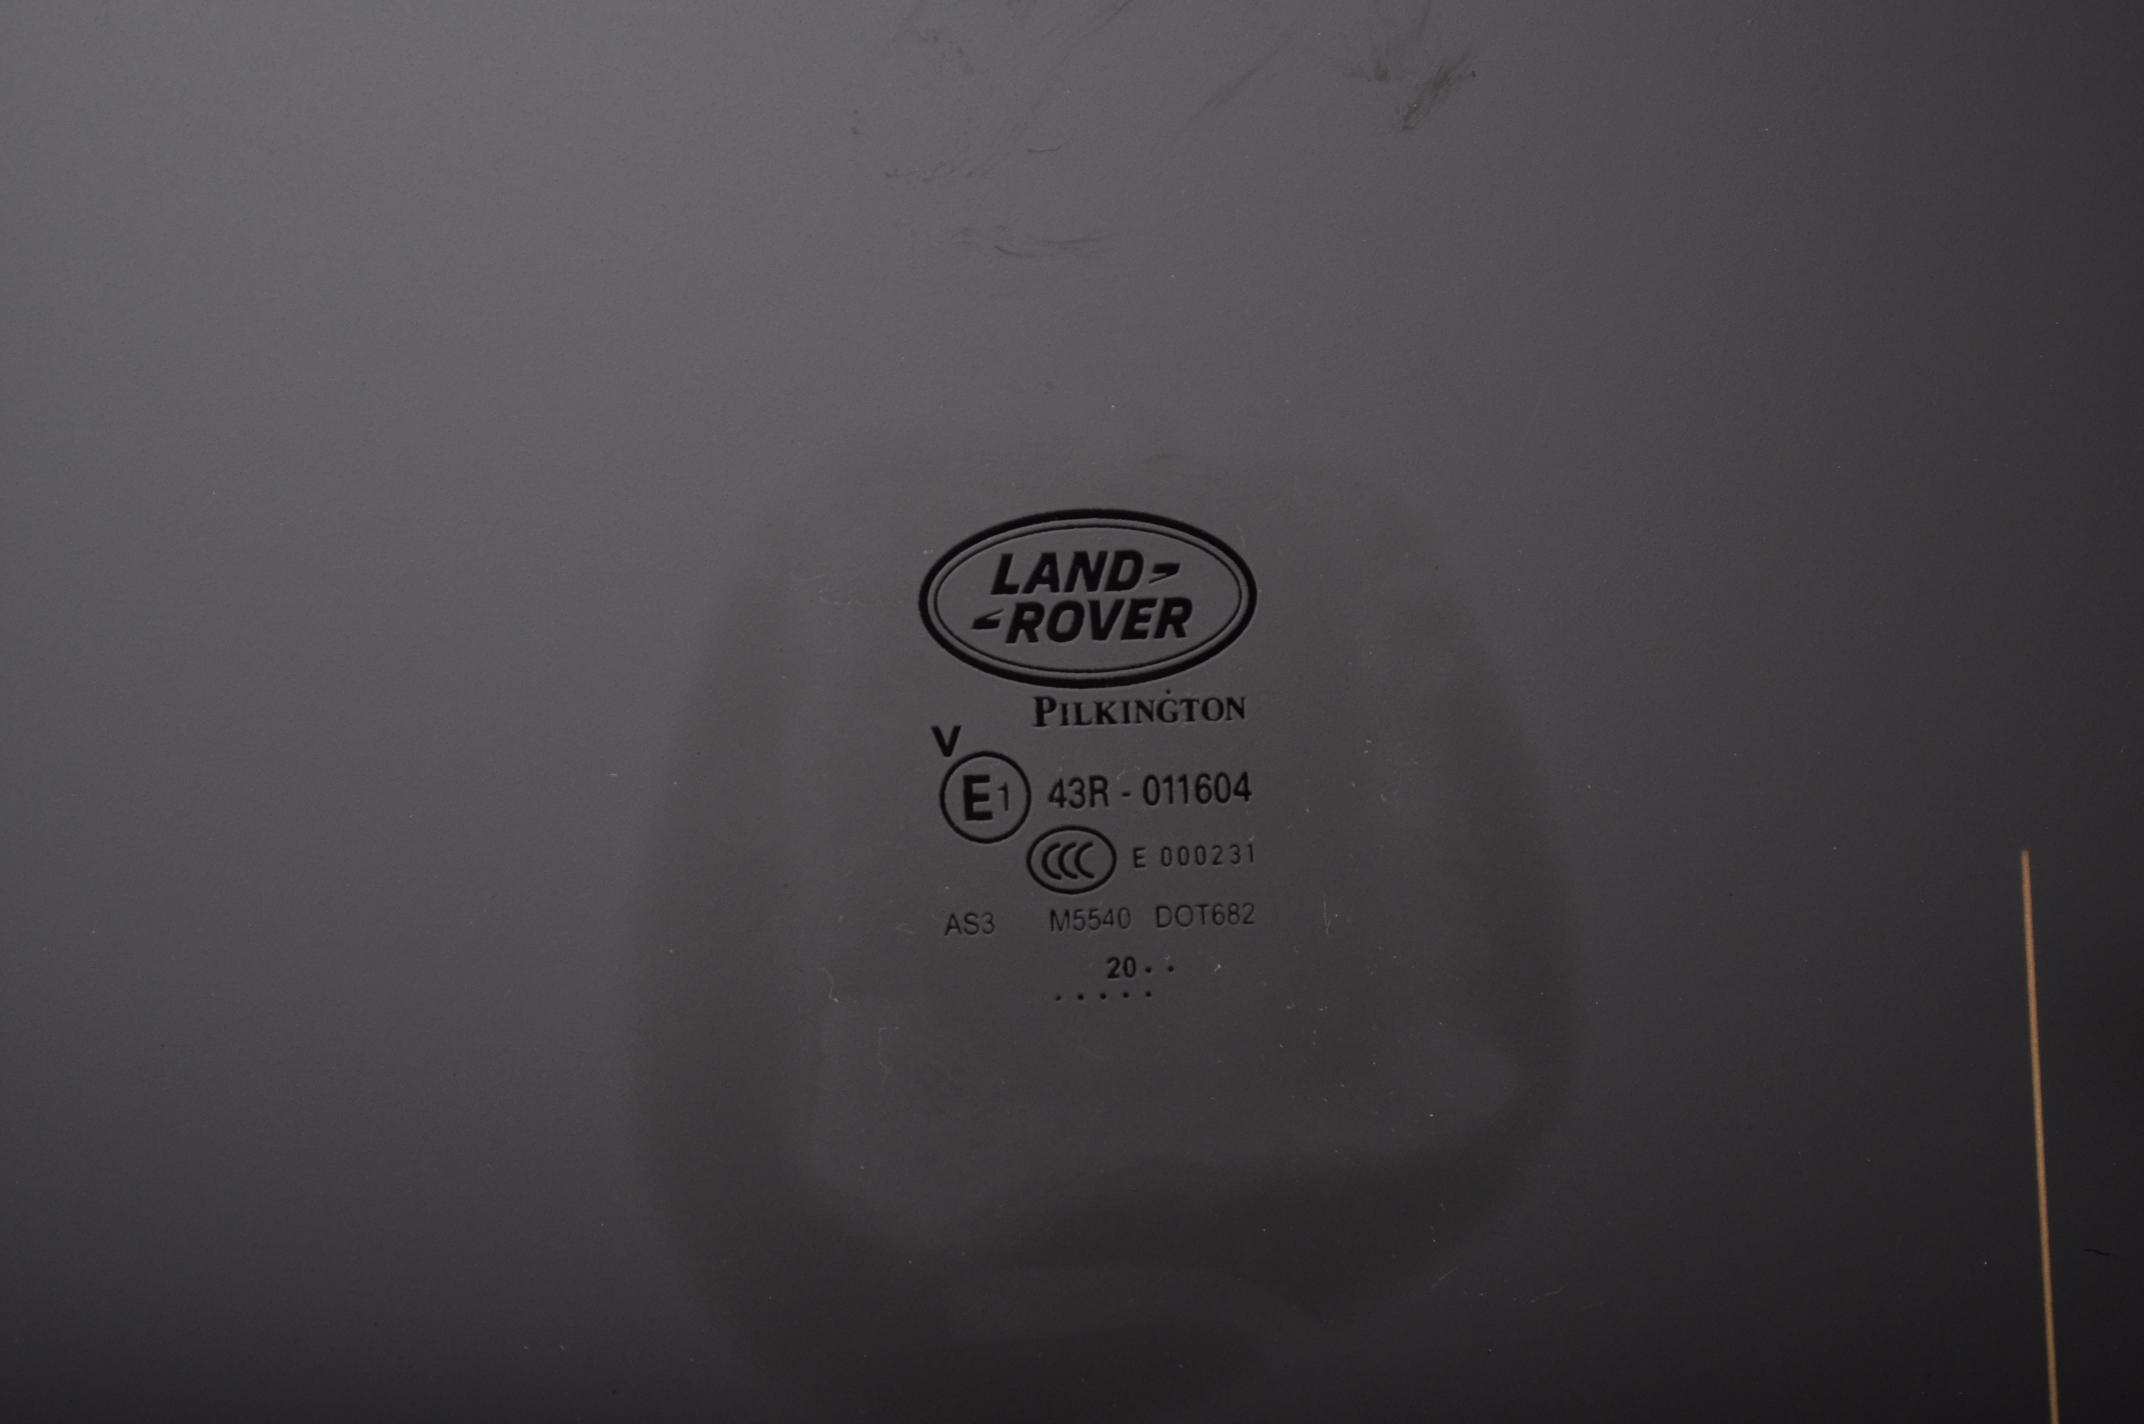 LAND
ROVER
PILKINGTON
V
E1 43R - 011604
CCC E 000231
AS3 M5540 DOT682
20. .
. . . . .